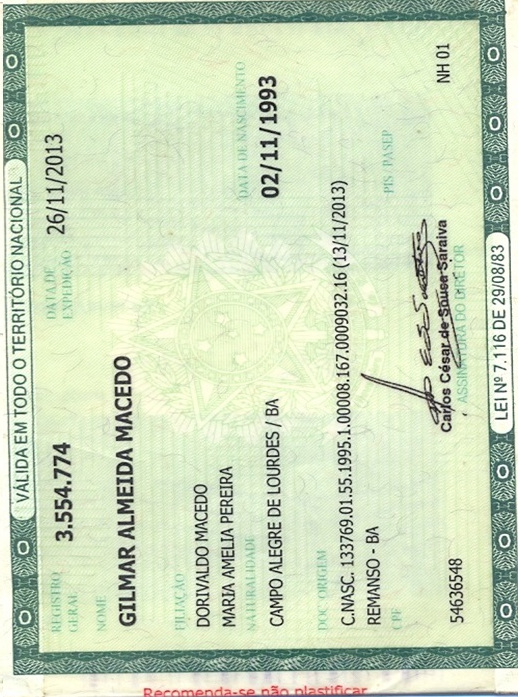 VÁLIDA EM TODO O TERRITÓRIO NACIONAL
REGISTRO GERAL 3.554.774 DATA DE EXPEDIÇÃO 26/11/2013
NOME
GILMAR ALMEIDA MACEDO
FILIAÇÃO
DORIVALDO MACEDO
MARIA AMELIA PEREIRA
NATURALIDADE DATA DE NASCIMENTO
CAMPO ALEGRE DE LOURDES / BA 02/11/1993
DOC ORIGEM
C.NASC. 133769.01.55.1995.1.00008.167.0009032.16 (13/11/2013)
REMANSO - BA
CPF PIS PASEP
Carlos César de Sousa Saraiva
54636548 ASSINATURA DO DIRETOR NH 01
LEI Nº 7.116 DE 29/08/83
Recomenda-se não plastificar